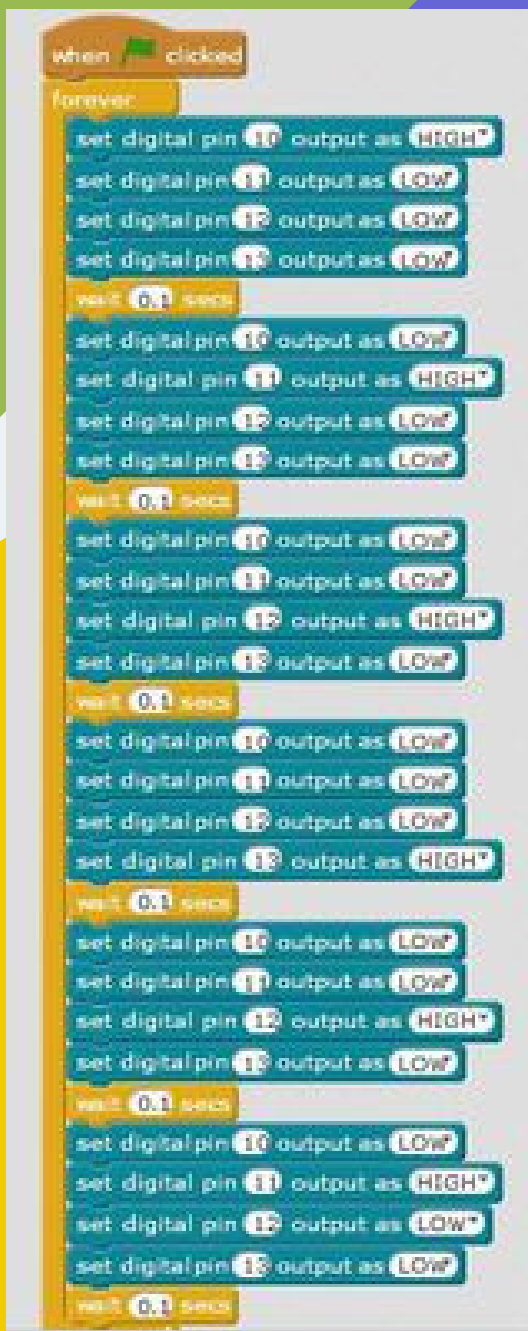 when clicked
forever
set digital pin 10 output as HIGH
set digital pin 11 output as LOW
set digital pin 12 output as LOW
set digital pin 13 output as LOW
wait 0.1 secs
set digital pin 10 output as LOW
set digital pin 11 output as HIGH
set digital pin 12 output as LOW
set digital pin 13 output as LOW
wait 0.1 secs
set digital pin 10 output as LOW
set digital pin 11 output as LOW
set digital pin 12 output as HIGH
set digital pin 13 output as LOW
wait 0.1 secs
set digital pin 10 output as LOW
set digital pin 11 output as LOW
set digital pin 12 output as LOW
set digital pin 13 output as HIGH
wait 0.1 secs
set digital pin 10 output as LOW
set digital pin 11 output as LOW
set digital pin 12 output as HIGH
set digital pin 13 output as LOW
wait 0.1 secs
set digital pin 10 output as LOW
set digital pin 11 output as HIGH
set digital pin 12 output as LOW
set digital pin 13 output as LOW
wait 0.1 secs